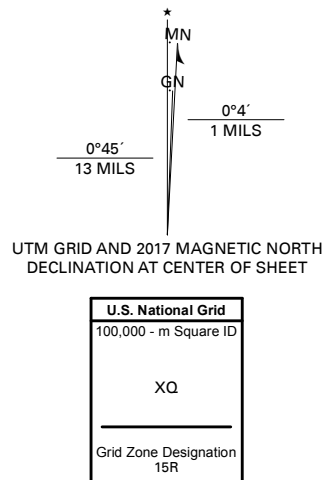 ★
MN
GN
0°4´
1 MILS
0°45´
13 MILS
UTM GRID AND 2017 MAGNETIC NORTH
DECLINATION AT CENTER OF SHEET
U.S. National Grid
100,000 - m Square ID
XQ
Grid Zone Designation
15R